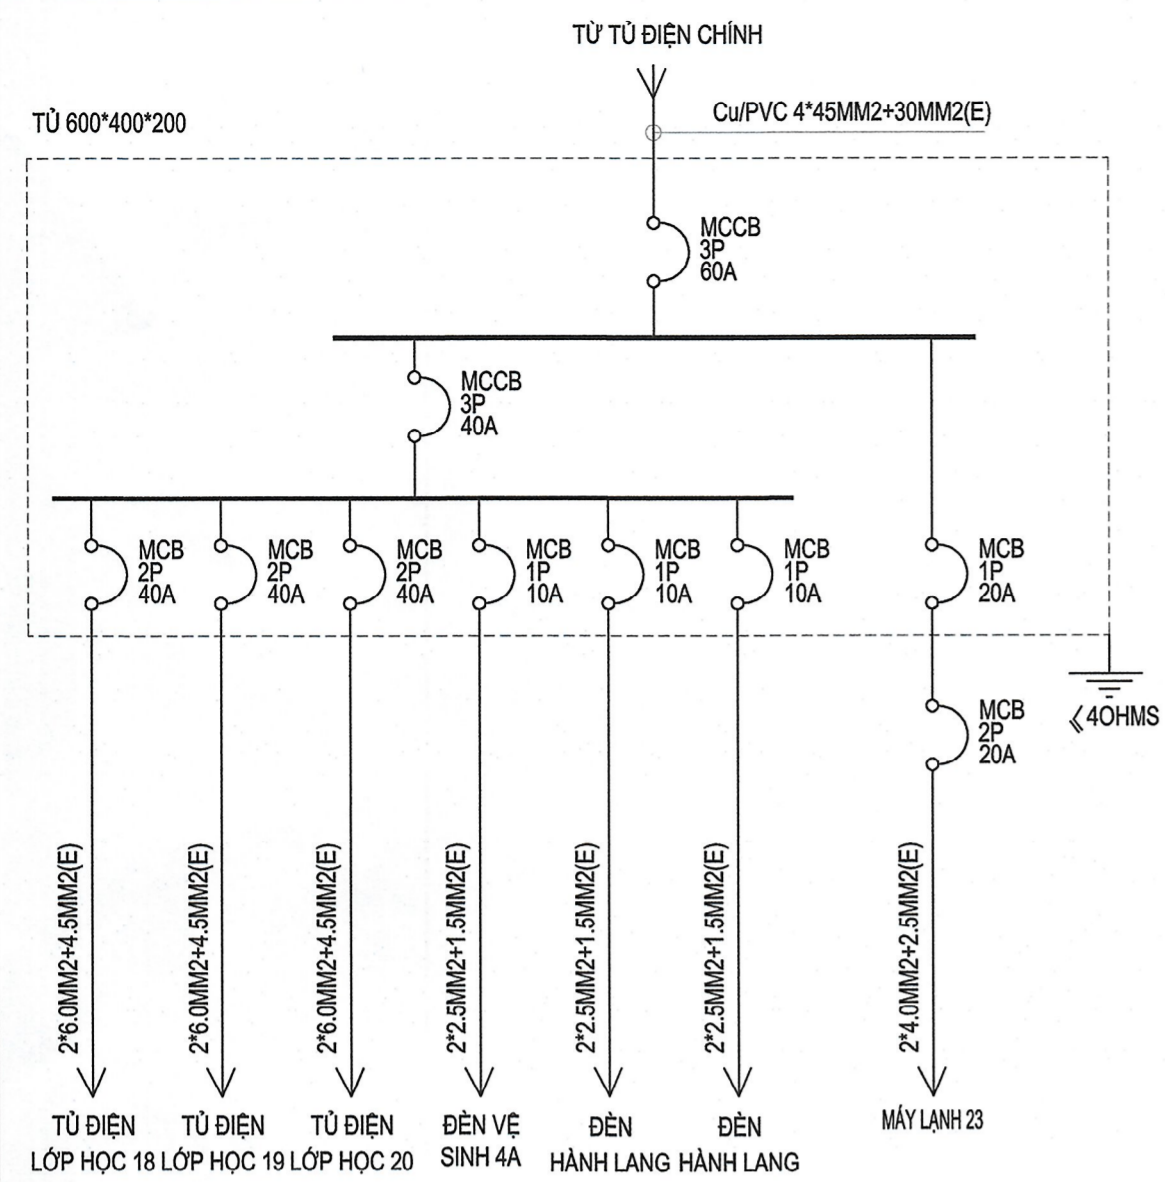 TỪ TỦ ĐIỆN CHÍNH
Cu/PVC 4*45MM2+30MM2(E)
TỦ 600*400*200
MCCB
3P
60A
MCCB
3P
40A
MCB
2P
40A
MCB
2P
40A
MCB
2P
40A
MCB
1P
10A
MCB
1P
10A
MCB
1P
10A
MCB
1P
20A
MCB
2P
20A
≪4OHMS
2*6.0MM2+4.5MM2(E)
2*6.0MM2+4.5MM2(E)
2*6.0MM2+4.5MM2(E)
2*2.5MM2+1.5MM2(E)
2*2.5MM2+1.5MM2(E)
2*2.5MM2+1.5MM2(E)
2*4.0MM2+2.5MM2(E)
TỦ ĐIỆN
LỚP HỌC 18
TỦ ĐIỆN
LỚP HỌC 19
TỦ ĐIỆN
LỚP HỌC 20
ĐÈN VỆ
SINH 4A
ĐÈN
HÀNH LANG
ĐÈN
HÀNH LANG
MÁY LẠNH 23